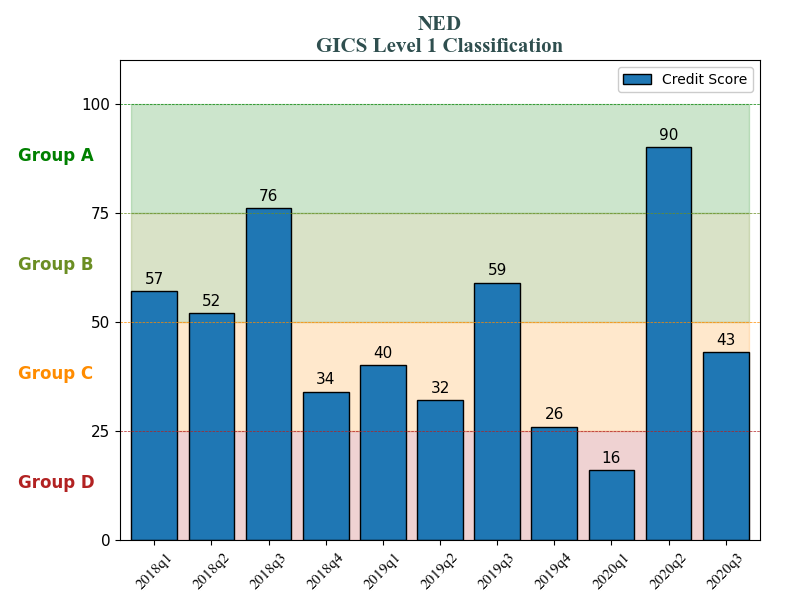 NED
GICS Level 1 Classification
Credit Score
100
Group A
90
76
75
Group B
59
57
52
50
43
40
Group C
34
32
26
25
16
Group D
0
2018q1 2018q2 2018q3 2018q4 2019q1 2019q2 2019q3 2019q4 2020q1 2020q2 2020q3